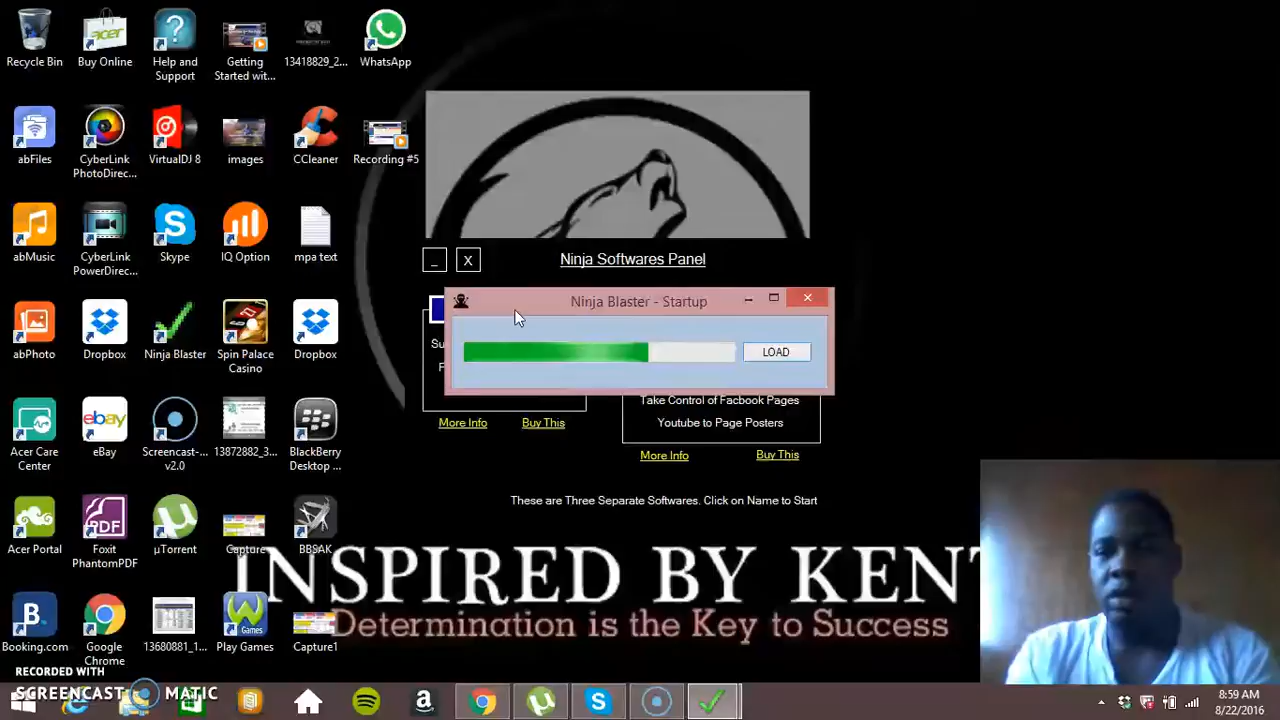 Recycle Bin
Buy Online
Help and
Support
Getting
Started wit...
13418829_2...
WhatsApp
abFiles
CyberLink
PhotoDirec...
VirtualDJ 8
images
CCleaner
Recording #5
abMusic
CyberLink
PowerDirec...
Skype
IQ Option
mpa text
abPhoto
Dropbox
Ninja Blaster
Spin Palace
Casino
Dropbox
Acer Care
Center
eBay
Screencast-...
v2.0
13872882_3...
BlackBerry
Desktop ...
Acer Portal
Foxit
PhantomPDF
µTorrent
Capture
BBSAK
Booking.com
Google
Chrome
13680881_1...
Play Games
Capture1
acer
PDF
Games
_
X
Ninja Softwares Panel
Ninja Blaster - Startup
LOAD
Su
F
Take Control of Facbook Pages
Youtube to Page Posters
More Info
Buy This
More Info
Buy This
These are Three Separate Softwares. Click on Name to Start
INSPIRED BY KENT
Determination is the Key to Success
RECORDED WITH
SCREENCAST MATIC
8:59 AM
8/22/2016